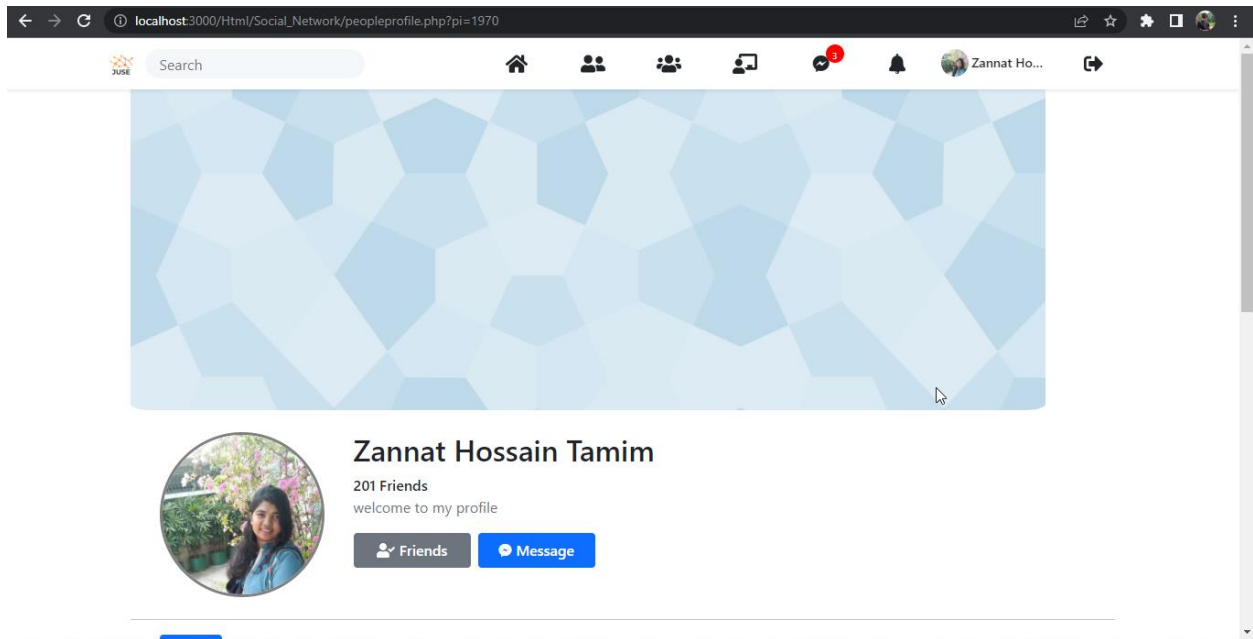 localhost:3000/Html/Social_Network/peopleprofile.php?pi=1970
JUSE
Search
3
Zannat Ho...
Zannat Hossain Tamim
201 Friends
welcome to my profile
Friends
Message